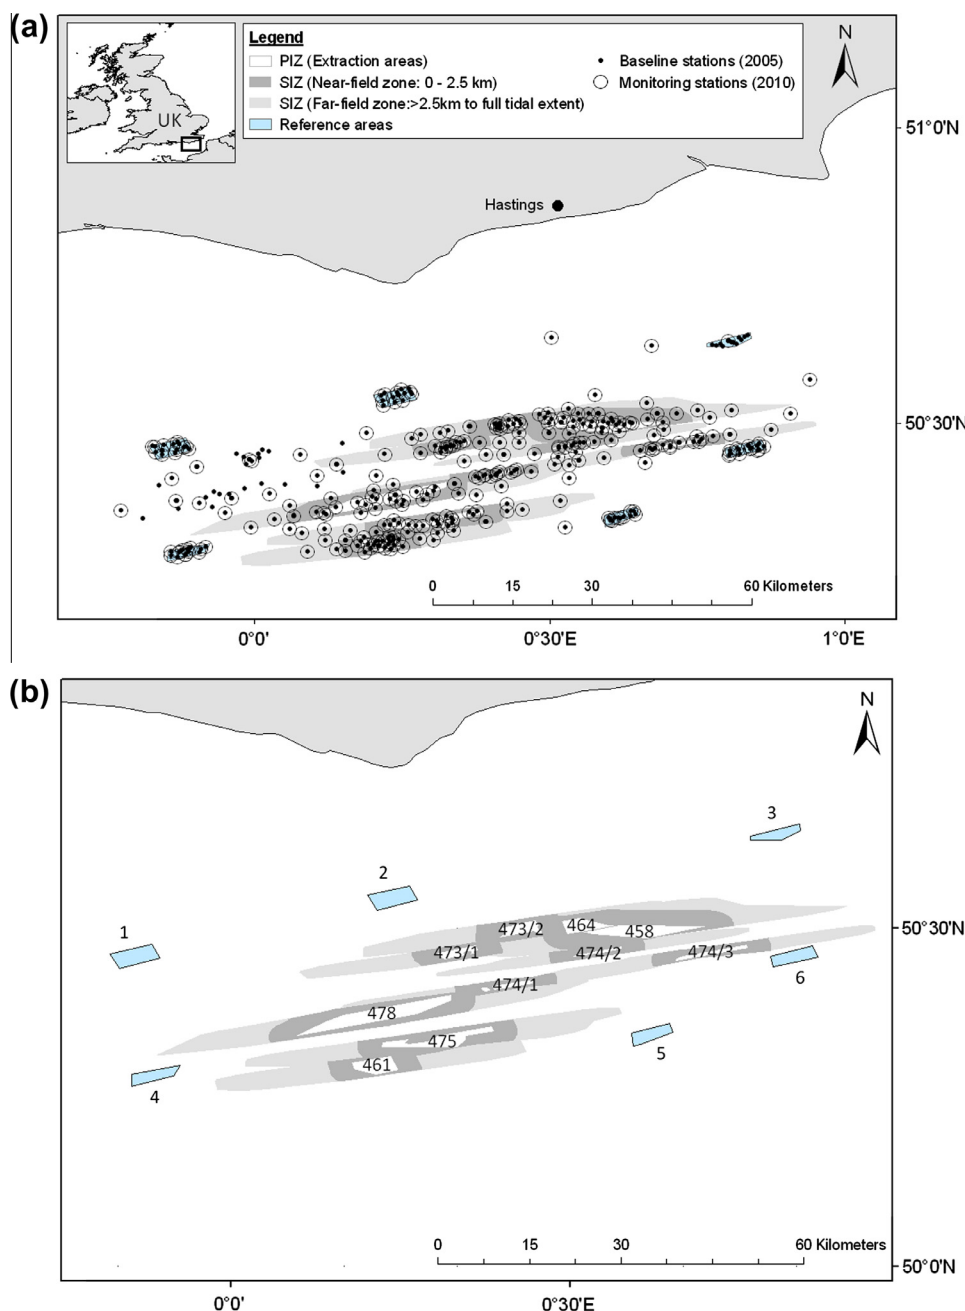 (a)
UK
Legend
PIZ (Extraction areas)
SIZ (Near-field zone: 0 - 2.5 km)
SIZ (Far-field zone:>2.5km to full tidal extent)
Reference areas
Baseline stations (2005)
Monitoring stations (2010)
N
51°0'N
Hastings
50°30'N
0 15 30 60 Kilometers
0°0' 0°30'E 1°0'E
(b)
N
3
2
1
473/2 464 458
50°30'N
473/1 474/2 474/3
6
474/1
478
475
5
461
4
0 15 30 60 Kilometers
50°0'N
0°0' 0°30'E